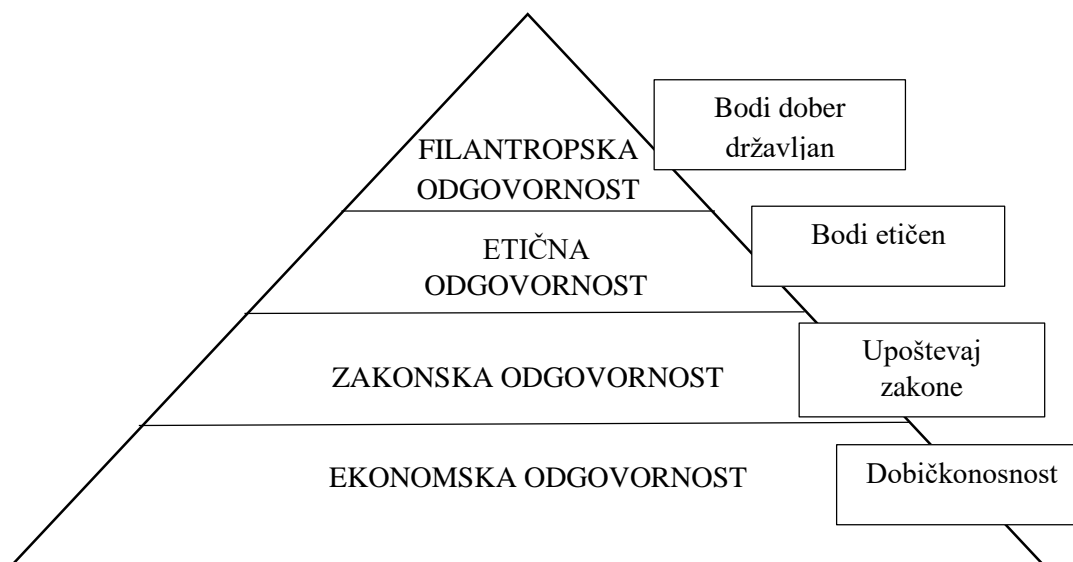 Bodi dober
državljan
FILANTROPSKA
ODGOVORNOST
Bodi etičen
ETIČNA
ODGOVORNOST
Upoštevaj
zakone
ZAKONSKA ODGOVORNOST
Dobičkonosnost
EKONOMSKA ODGOVORNOST